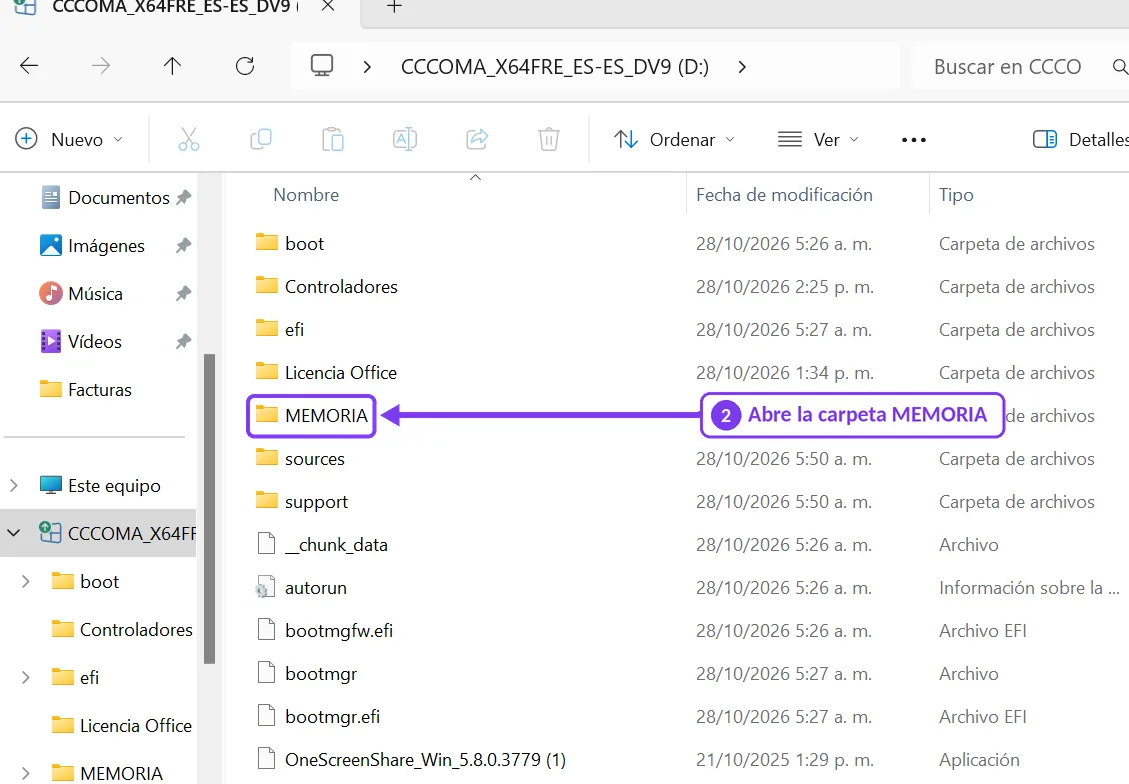 CCCOMA_X64FRE_ES-ES_DV9 (
CCCOMA_X64FRE_ES-ES_DV9 (D:)
Buscar en CCCO
Nuevo
Ordenar
Ver
Detalles
Nombre
Fecha de modificación
Tipo
Documentos
Imágenes
Música
Vídeos
Facturas
Este equipo
CCCOMA_X64FR
boot
Controladores
efi
Licencia Office
MEMORIA
boot 28/10/2026 5:26 a. m. Carpeta de archivos
Controladores 28/10/2026 2:25 p. m. Carpeta de archivos
efi 28/10/2026 5:27 a. m. Carpeta de archivos
Licencia Office 28/10/2026 1:34 p. m. Carpeta de archivos
MEMORIA 2 Abre la carpeta MEMORIA de archivos
sources 28/10/2026 5:50 a. m. Carpeta de archivos
support 28/10/2026 5:50 a. m. Carpeta de archivos
__chunk_data 28/10/2026 5:26 a. m. Archivo
autorun 28/10/2026 5:26 a. m. Información sobre la ...
bootmgfw.efi 28/10/2026 5:26 a. m. Archivo EFI
bootmgr 28/10/2026 5:27 a. m. Archivo
bootmgr.efi 28/10/2026 5:27 a. m. Archivo EFI
OneScreenShare_Win_5.8.0.3779 (1) 21/10/2025 1:29 p. m. Aplicación